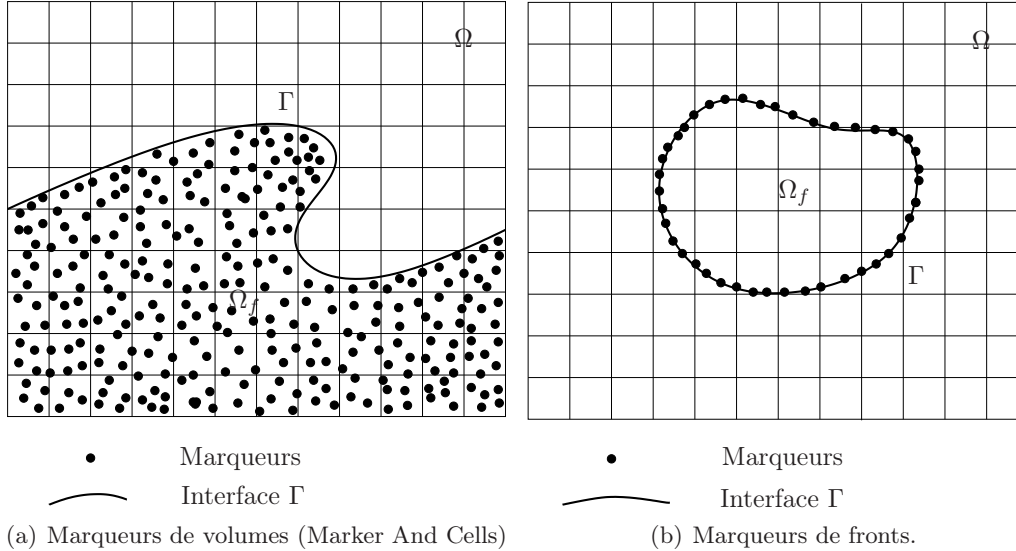 Ω
Γ
Ω_f
Marqueurs
Interface Γ
(a) Marqueurs de volumes (Marker And Cells)
Ω
Ω_f
Γ
Marqueurs
Interface Γ
(b) Marqueurs de fronts.